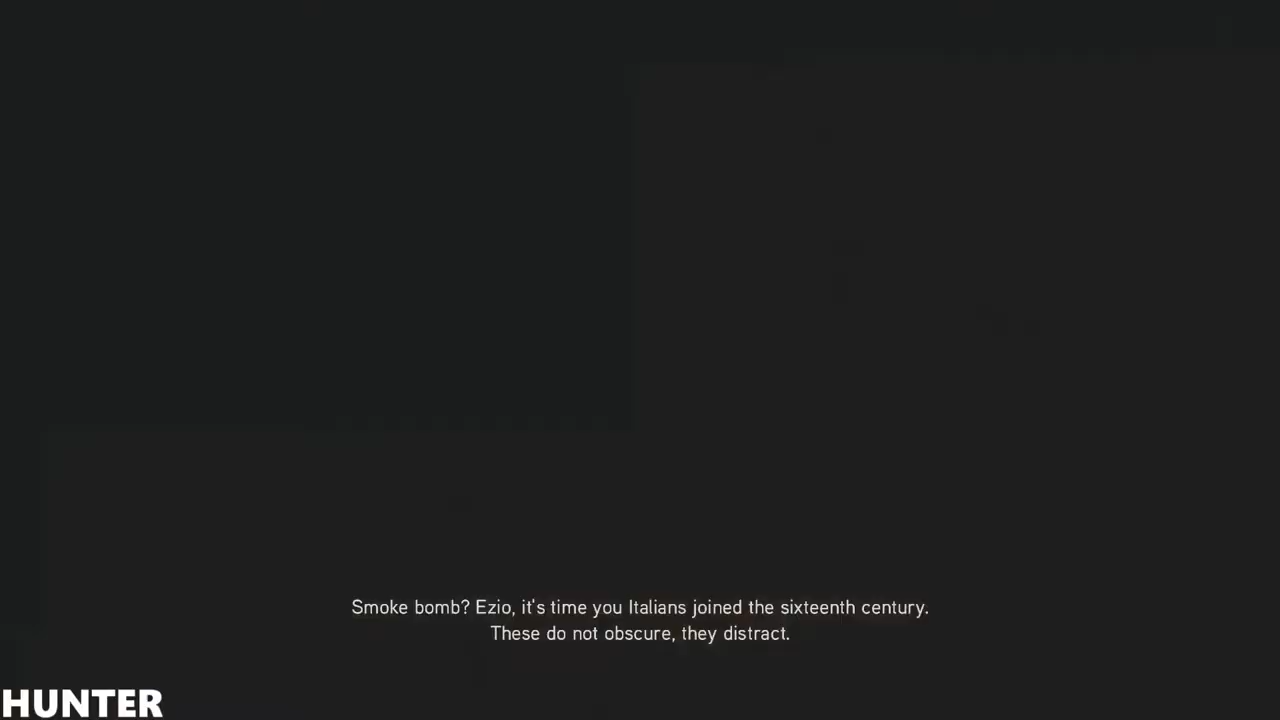 Smoke bomb? Ezio, it's time you Italians joined the sixteenth century.
These do not obscure, they distract.
HUNTER